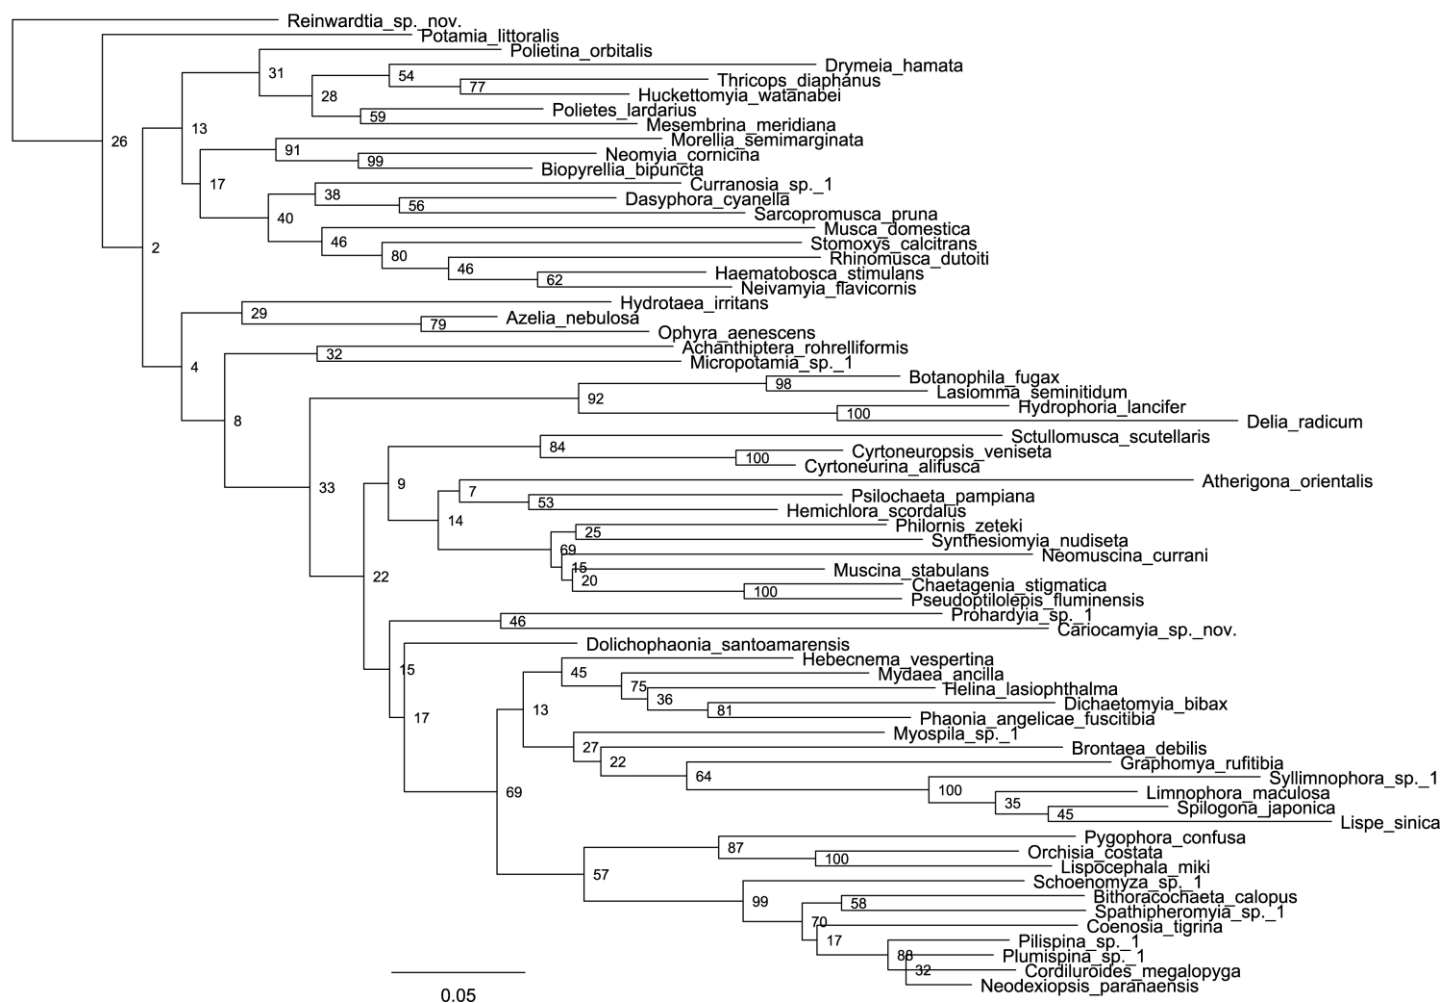 Reinwardtia_sp._nov.
Potamia_littoralis
Polietina_orbitalis
Drymeia_hamata
31
54
Thricops_diaphanus
77
28
Huckettomyia_watanabei
Polietes_lardarius
59
Mesembrina_meridiana
13
26
Morellia_semimarginata
91
Neomyia_cornicina
99
Biopyrellia_bipuncta
17
Curranosia_sp._1
38
Dasyphora_cyanella
56
Sarcopromusca_pruna
40
Musca_domestica
46
Stomoxys_calcitrans
2
80
Rhinomusca_dutoiti
46
Haematobosca_stimulans
62
Neivamyia_flavicornis
Hydrotaea_irritans
29
Azelia_nebulosa
79
Ophyra_aenescens
Achanthiptera_rohrelliformis
32
Micropotamia_sp._1
4
Botanophila_fugax
98
Lasiomma_seminitidum
92
Hydrophoria_lancifer
100
Delia_radicum
8
Sctullomusca_scutellaris
84
Cyrtoneuropsis_veniseta
100
Cyrtoneurina_alifusca
9
33
Atherigona_orientalis
7
Psilochaeta_pampiana
53
Hemichlora_scordalus
14
Philornis_zeteki
25
Synthesiomyia_nudiseta
69
Neomuscina_currani
15
Muscina_stabulans
22
20
Chaetagenia_stigmatica
100
Pseudoptilolepis_fluminensis
Prohardyia_sp._1
46
Cariocamyia_sp._nov.
Dolichophaonia_santoamarensis
15
Hebecnema_vespertina
45
Mydaea_ancilla
75
Helina_lasiophthalma
36
Dichaetomyia_bibax
81
Phaonia_angelicae_fuscitibia
13
17
Myospila_sp._1
27
Brontaea_debilis
22
Graphomya_rufitibia
64
Syllimnophora_sp._1
100
Limnophora_maculosa
69
35
Spilogona_japonica
45
Lispe_sinica
Pygophora_confusa
87
Orchisia_costata
100
Lispocephala_miki
57
Schoenomyza_sp._1
99
Bithoracochaeta_calopus
58
Spathipheromyia_sp._1
70
Coenosia_tigrina
17
Pilispina_sp._1
88
Plumispina_sp._1
32
Cordiluroides_megalopyga
Neodexiopsis_paranaensis
0.05